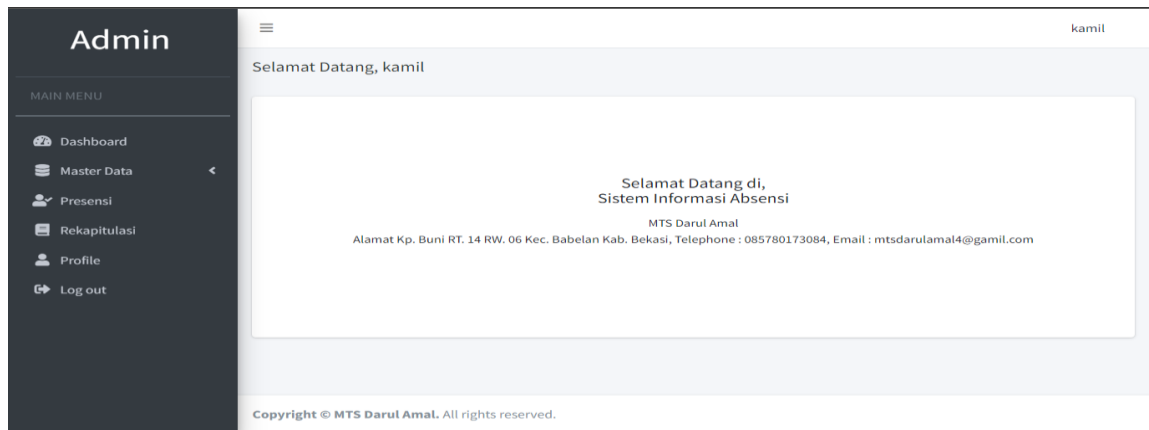 Admin
MAIN MENU
Dashboard
Master Data
Presensi
Rekapitulasi
Profile
Log out
kamil
Selamat Datang, kamil
Selamat Datang di,
Sistem Informasi Absensi
MTS Darul Amal
Alamat Kp. Buni RT. 14 RW. 06 Kec. Babelan Kab. Bekasi, Telephone : 085780173084, Email : mtsdarulamal4@gamil.com
Copyright © MTS Darul Amal. All rights reserved.